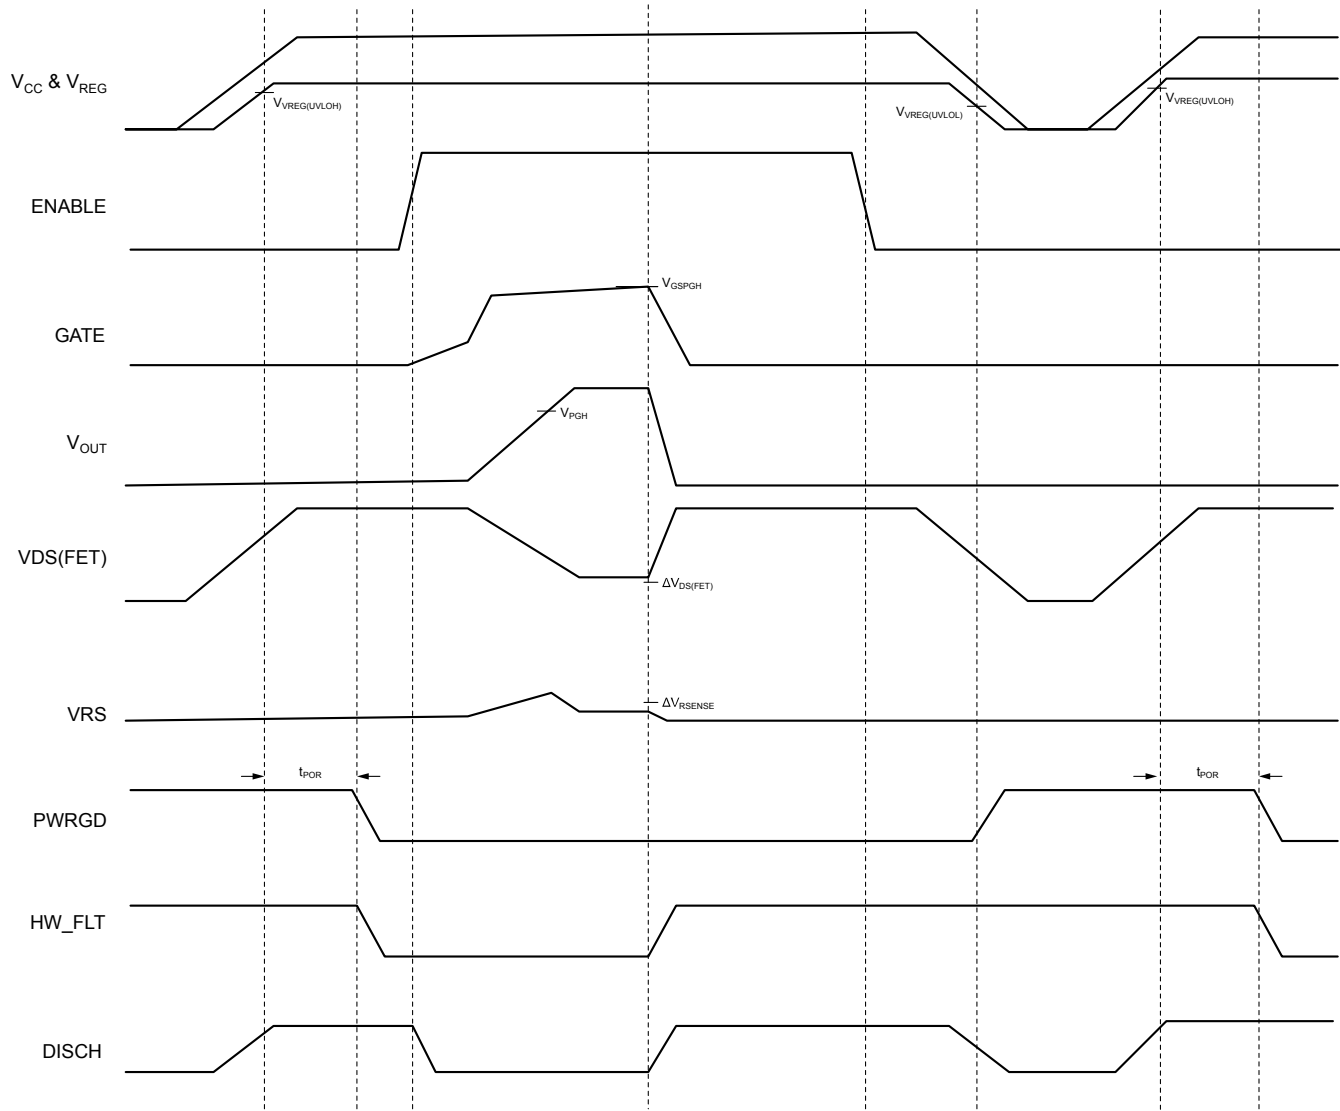 V_CC & V_REG
V_VREG(UVLOH)
V_VREG(UVLOL)
V_VREG(UVLOH)
ENABLE
V_GSPGH
GATE
V_PGH
V_OUT
VDS(FET)
ΔV_DS(FET)
ΔV_RSENSE
VRS
t_POR
t_POR
PWRGD
HW_FLT
DISCH